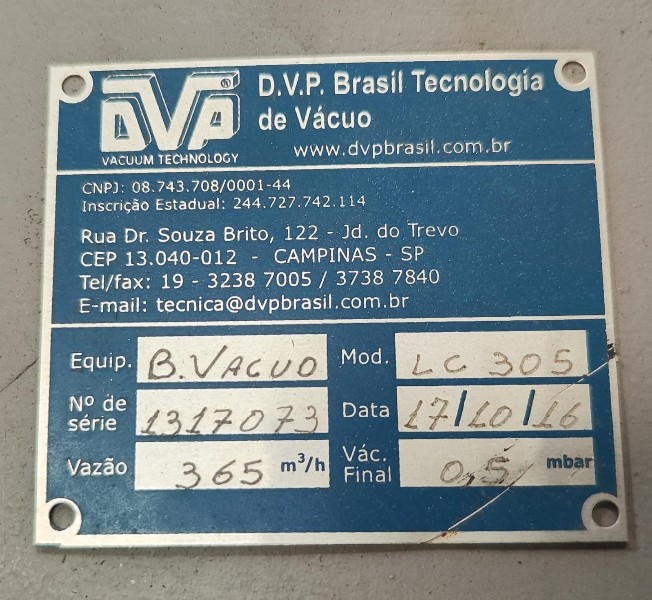 DVP®
VACUUM TECHNOLOGY
D.V.P. Brasil Tecnologia
de Vácuo
www.dvpbrasil.com.br
CNPJ: 08.743.708/0001-44
Inscrição Estadual: 244.727.742.114
Rua Dr. Souza Brito, 122 - Jd. do Trevo
CEP 13.040-012 - CAMPINAS - SP
Tel/fax: 19 - 3238 7005 / 3738 7840
E-mail: tecnica@dvpbrasil.com.br
Equip. B. VACUO Mod. LC 305
Nº de série 1317073 Data 17/10/16
Vazão 365 m³/h Vác. Final 0,5 mbar